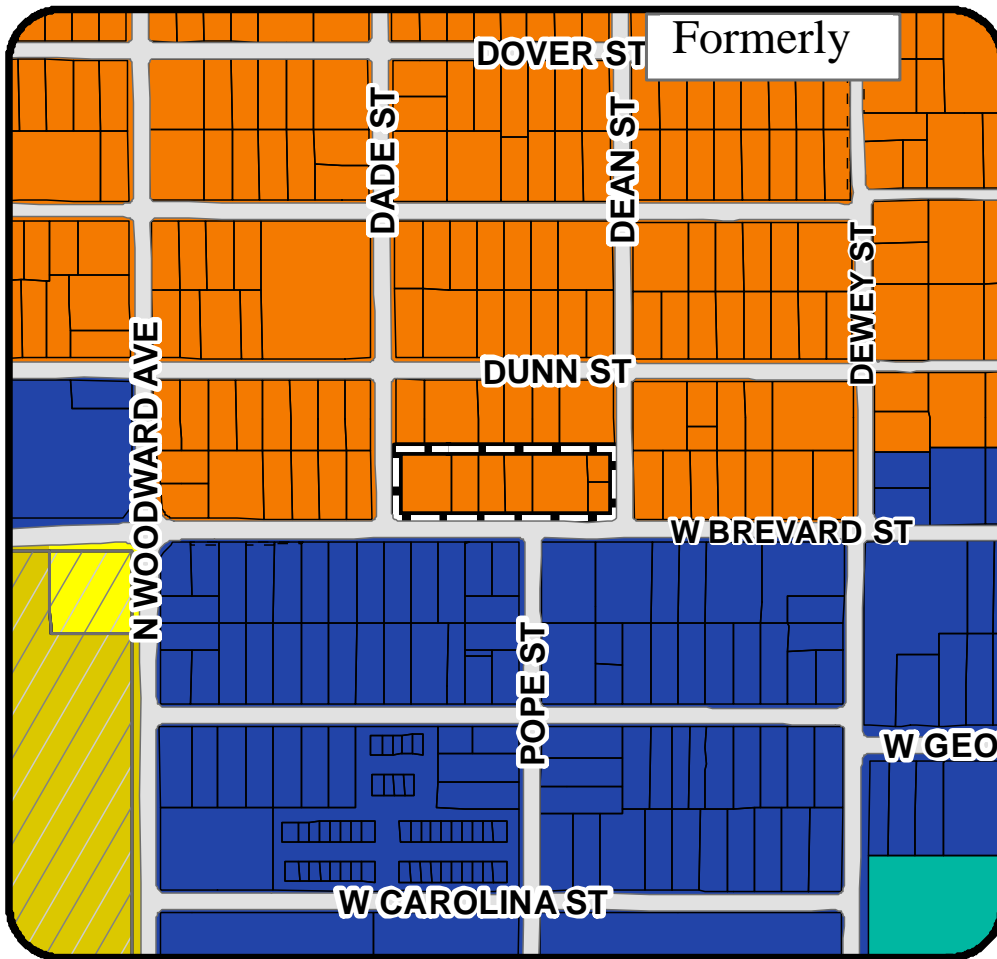 Formerly
DOVER ST
DADE ST
DEAN ST
DEWEY ST
N WOODWARD AVE
DUNN ST
W BREVARD ST
POPE ST
W GEO
W CAROLINA ST